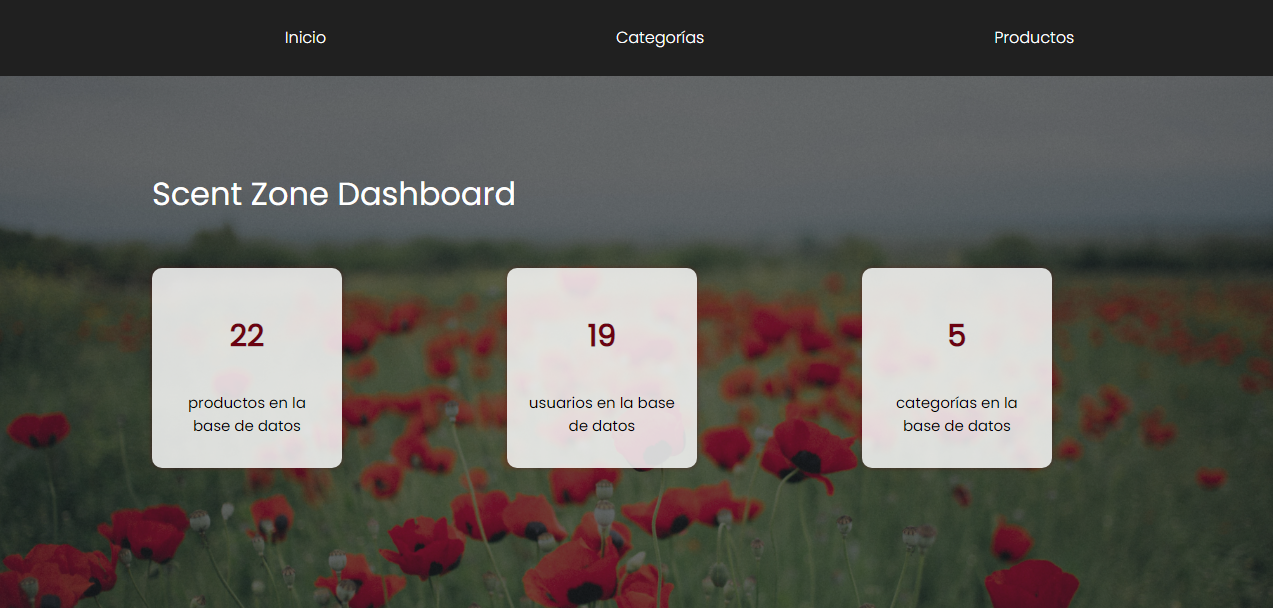 Inicio
Categorías
Productos
Scent Zone Dashboard
22
productos en la
base de datos
19
usuarios en la base
de datos
5
categorías en la
base de datos